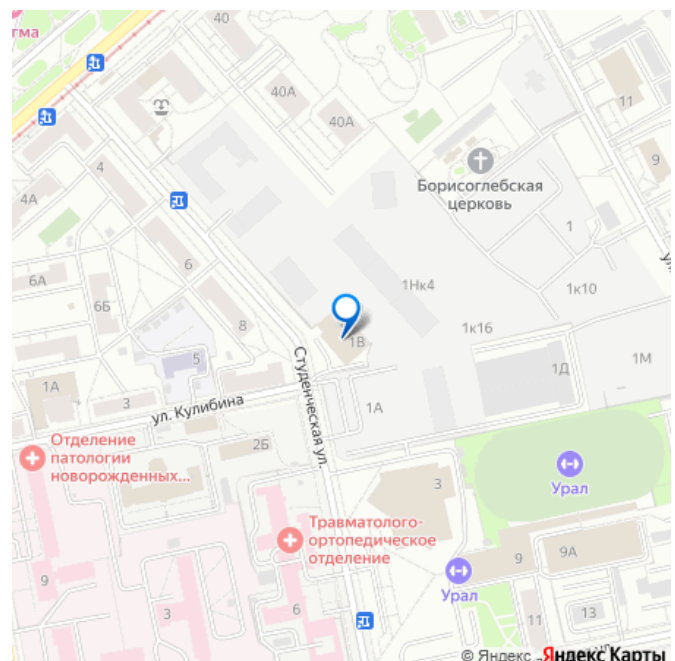 гма
40
40А
40А
11
9
Борисоглебская
церковь
4
4А
6
6А
6Б
8
5
1
1Нк4
1к10
1к16
1В
1Д
1М
1А
1А
3
ул. Кулибина
2Б
Студенческая ул.
Отделение
патологии
новорожденных...
Травматолого-
ортопедическое
отделение
3
Урал
9
9А
Урал
9
3
6
11
13
© Яндекс
Яндекс Карты